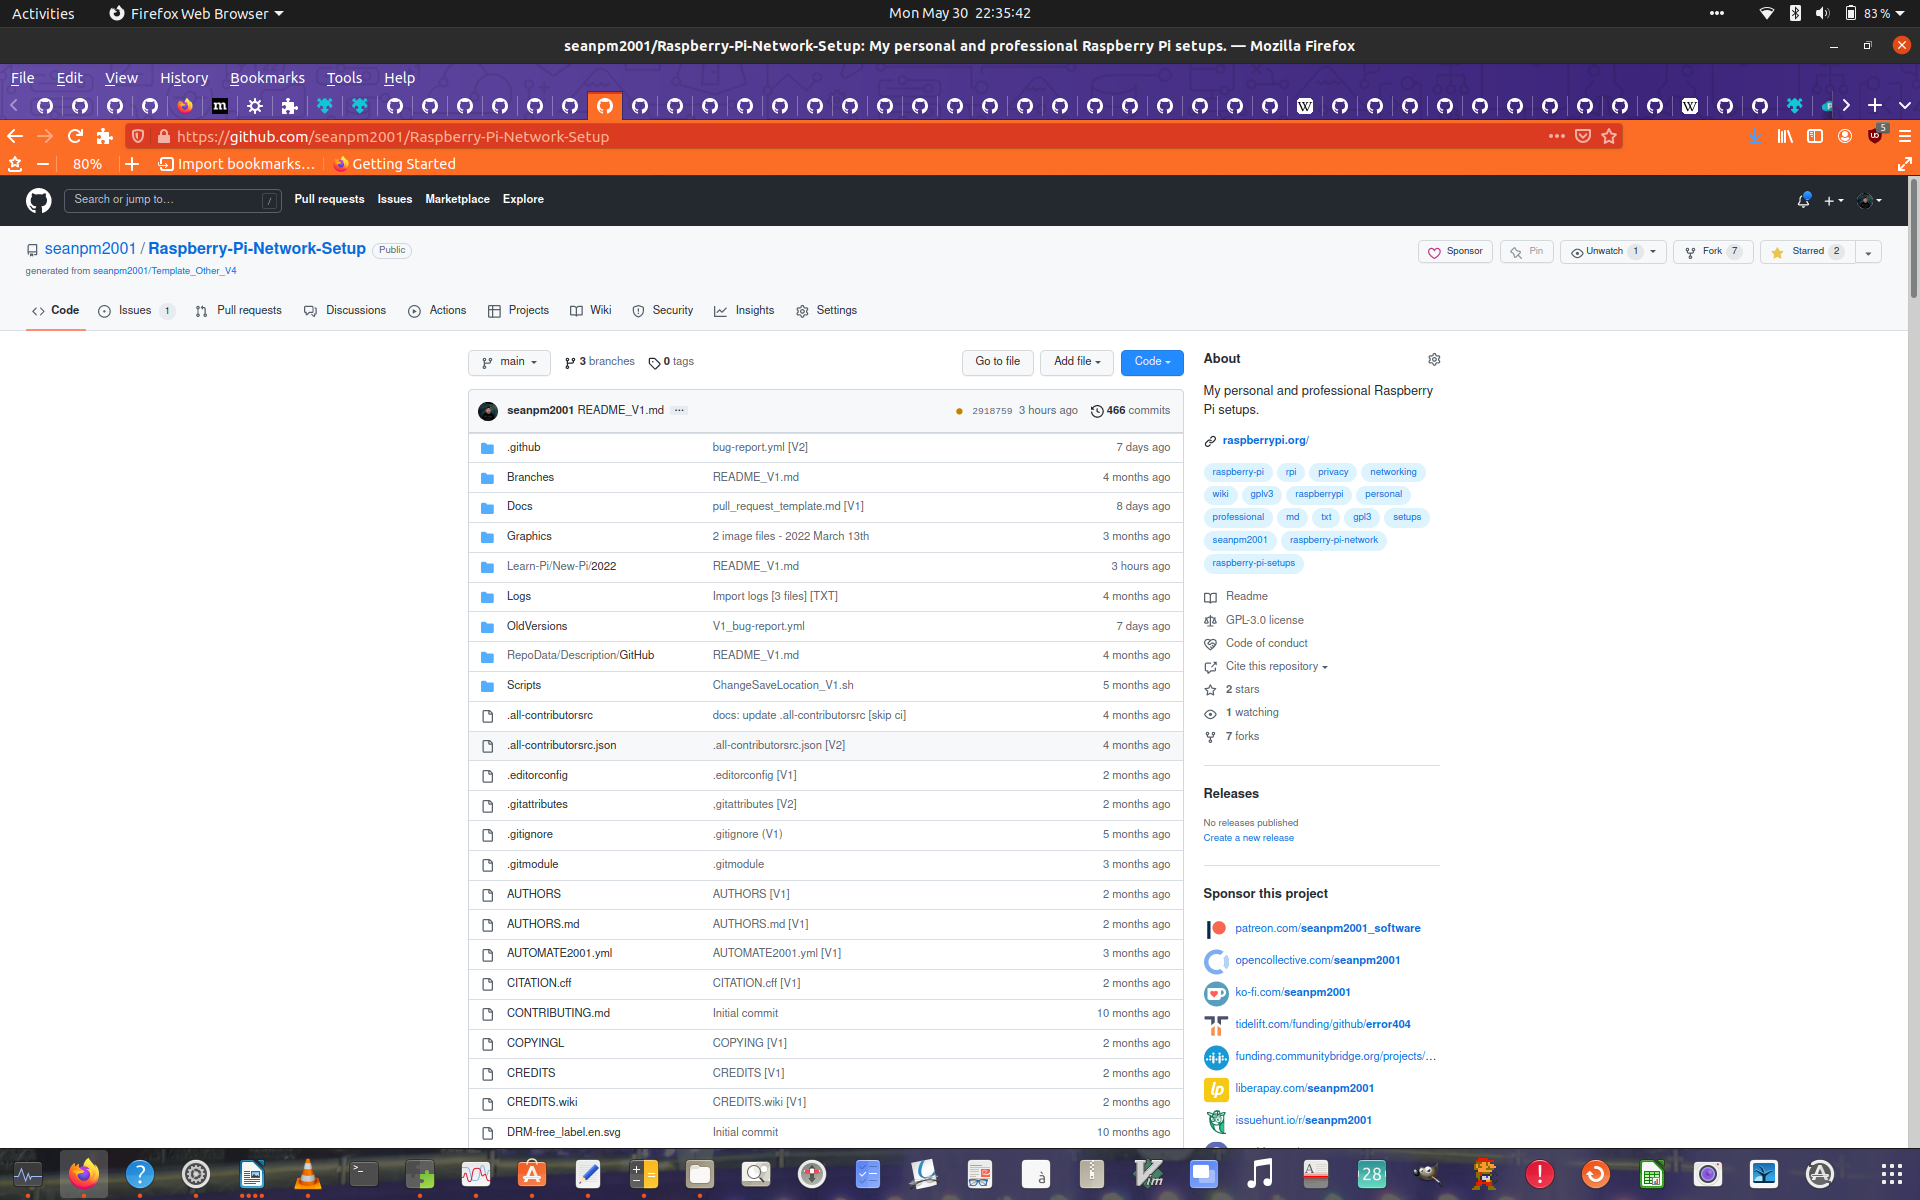 Activities Firefox Web Browser Mon May 30 22:35:42 83 %
seanpm2001/Raspberry-Pi-Network-Setup: My personal and professional Raspberry Pi setups. — Mozilla Firefox
File Edit View History Bookmarks Tools Help
https://github.com/seanpm2001/Raspberry-Pi-Network-Setup 5
80% Import bookmarks… Getting Started
Search or jump to… / Pull requests Issues Marketplace Explore
seanpm2001 / Raspberry-Pi-Network-Setup Public Sponsor Pin Unwatch 1 Fork 7 Starred 2
generated from seanpm2001/Template_Other_V4
Code Issues 1 Pull requests Discussions Actions Projects Wiki Security Insights Settings
main 3 branches 0 tags Go to file Add file Code
seanpm2001 README_V1.md ... 2918759 3 hours ago 466 commits
.github bug-report.yml [V2] 7 days ago
Branches README_V1.md 4 months ago
Docs pull_request_template.md [V1] 8 days ago
Graphics 2 image files - 2022 March 13th 3 months ago
Learn-Pi/New-Pi/2022 README_V1.md 3 hours ago
Logs Import logs [3 files] [TXT] 4 months ago
OldVersions V1_bug-report.yml 7 days ago
RepoData/Description/GitHub README_V1.md 4 months ago
Scripts ChangeSaveLocation_V1.sh 5 months ago
.all-contributorsrc docs: update .all-contributorsrc [skip ci] 4 months ago
.all-contributorsrc.json .all-contributorsrc.json [V2] 4 months ago
.editorconfig .editorconfig [V1] 2 months ago
.gitattributes ,gitattributes [V2] 2 months ago
.gitignore .gitignore (V1) 5 months ago
.gitmodule .gitmodule 3 months ago
AUTHORS AUTHORS [V1] 2 months ago
AUTHORS.md AUTHORS.md [V1] 2 months ago
AUTOMATE2001.yml AUTOMATE2001.yml [V1] 3 months ago
CITATION.cff CITATION.cff [V1] 2 months ago
CONTRIBUTING.md Initial commit 10 months ago
COPYINGL COPYING [V1] 2 months ago
CREDITS CREDITS [V1] 2 months ago
CREDITS.wiki CREDITS.wiki [V1] 2 months ago
DRM-free_label.en.svg Initial commit 10 months ago
About
My personal and professional Raspberry
Pi setups.
raspberrypi.org/
raspberry-pi rpi privacy networking
wiki gplv3 raspberrypi personal
professional md txt gpl3 setups
seanpm2001 raspberry-pi-network
raspberry-pi-setups
Readme
GPL-3.0 license
Code of conduct
Cite this repository
2 stars
1 watching
7 forks
Releases
No releases published
Create a new release
Sponsor this project
patreon.com/seanpm2001_software
opencollective.com/seanpm2001
ko-fi.com/seanpm2001
tidelift.com/funding/github/error404
funding.communitybridge.org/projects/…
liberapay.com/seanpm2001
issuehunt.io/r/seanpm2001
28